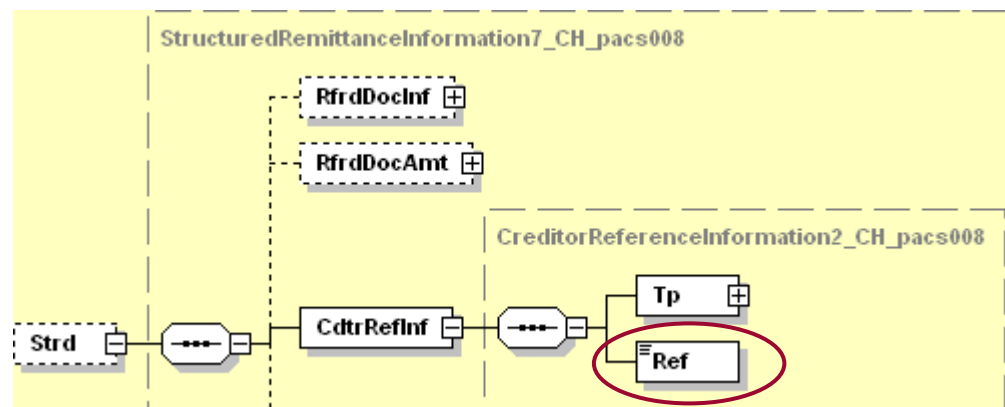 StructuredRemittanceInformation7_CH_pacs008
RfrdDocInf
RfrdDocAmt
CreditorReferenceInformation2_CH_pacs008
Tp
Strd
CdtrRefInf
Ref